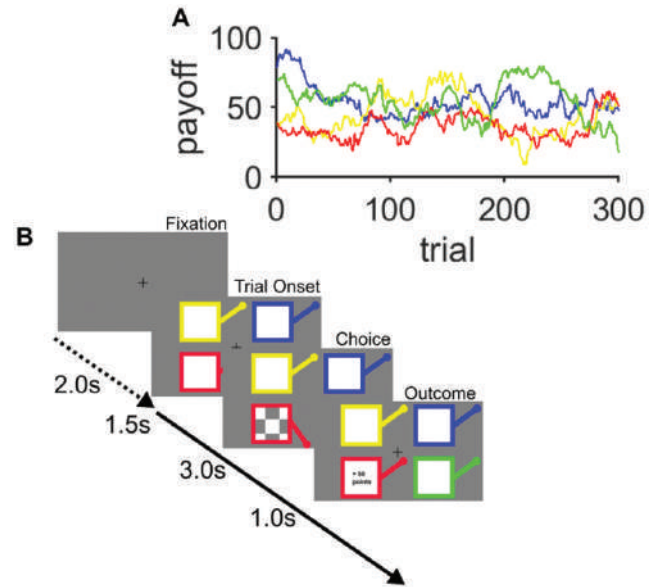 A
100
50
0
payoff
0
100
200
300
trial
B
Fixation
Trial Onset
Choice
Outcome
2.0s
1.5s
3.0s
1.0s
points